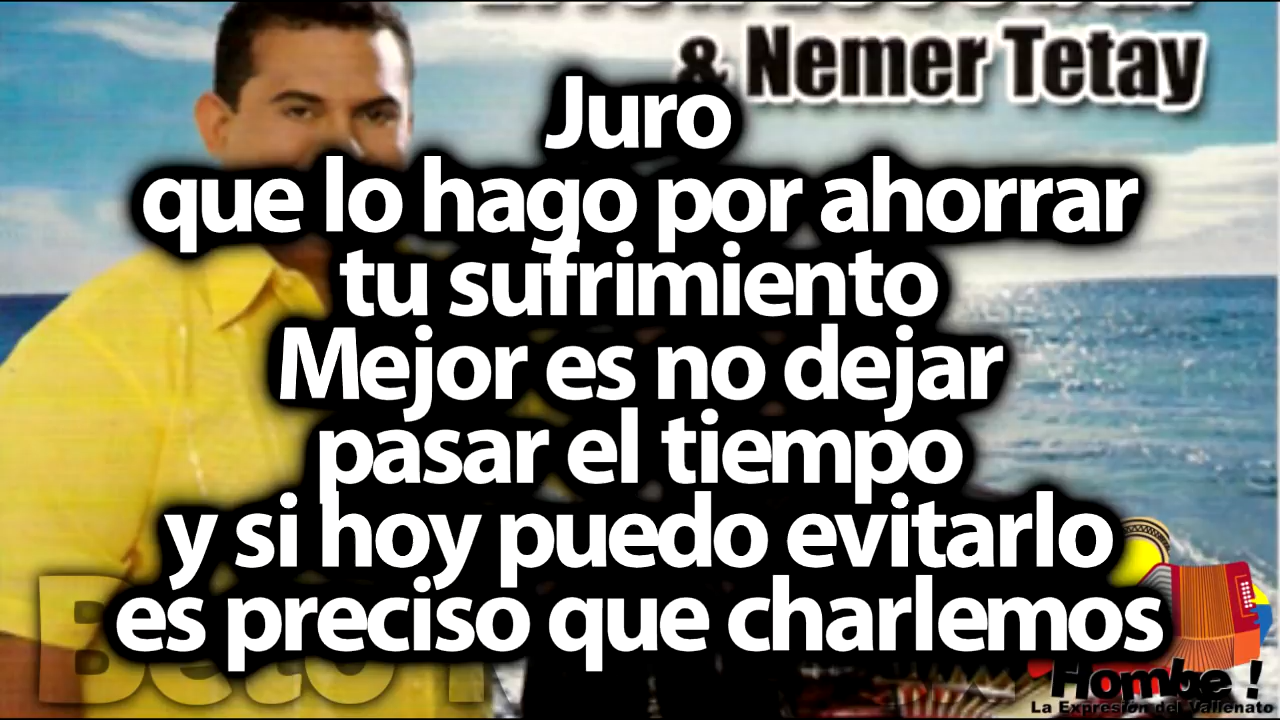 & Nemer Tetay
Juro
que lo hago por ahorrar
tu sufrimiento
Mejor es no dejar
pasar el tiempo
y si hoy puedo evitarlo
es preciso que charlemos
Beto
Hombe !
La Expresión del Vallenato